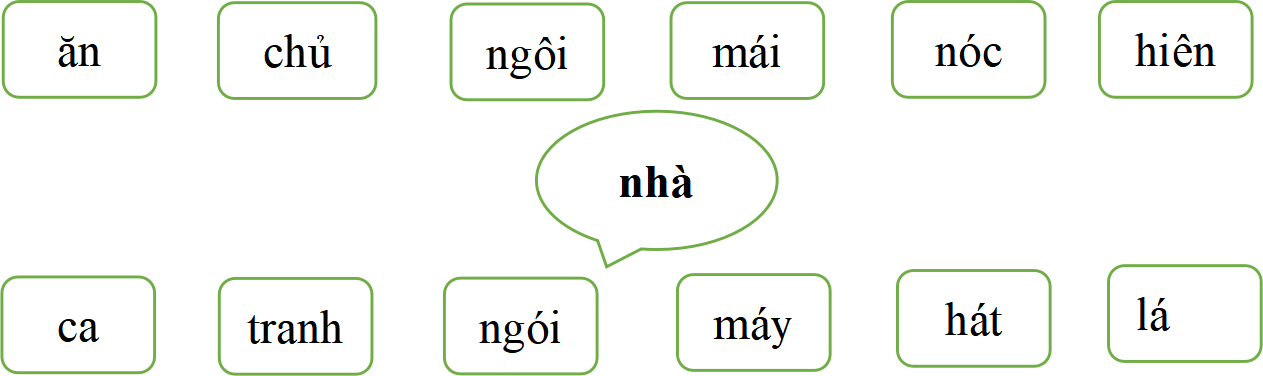 ăn chủ ngôi mái nóc hiên
nhà
ca tranh ngói máy hát lá